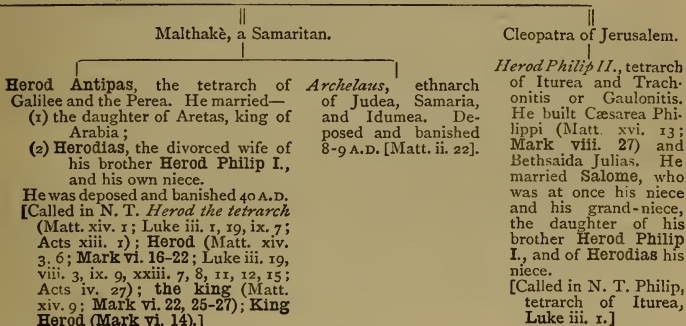 Malthakè, a Samaritan.
Herod Antipas, the tetrarch of
Galilee and the Perea. He married—
(1) the daughter of Aretas, king of
Arabia;
(2) Herodias, the divorced wife of
his brother Herod Philip I.,
and his own niece.
He was deposed and banished 40 A.D.
[Called in N. T. Herod the tetrarch
(Matt. xiv. 1; Luke iii. 1, 19, ix. 7;
Acts xiii. 1); Herod (Matt. xiv.
3. 6; Mark vi. 16-22; Luke iii. 19,
viii. 3, ix. 9, xxiii. 7, 8, 11, 12, 15;
Acts iv. 27); the king (Matt.
xiv. 9; Mark vi. 22, 25-27); King
Herod (Mark vi. 14).]
Archelaus, ethnarch
of Judea, Samaria,
and Idumea. De-
posed and banished
8-9 A.D. [Matt. ii. 22].
Cleopatra of Jerusalem.
Herod Philip II., tetrarch
of Iturea and Trach-
onitis or Gaulonitis.
He built Cæsarea Phi-
lippi (Matt. xvi. 13;
Mark viii. 27) and
Bethsaida Julias. He
married Salome, who
was at once his niece
and his grand-niece,
the daughter of his
brother Herod Philip
I., and of Herodias his
niece.
[Called in N. T. Philip,
tetrarch of Iturea,
Luke iii. 1.]